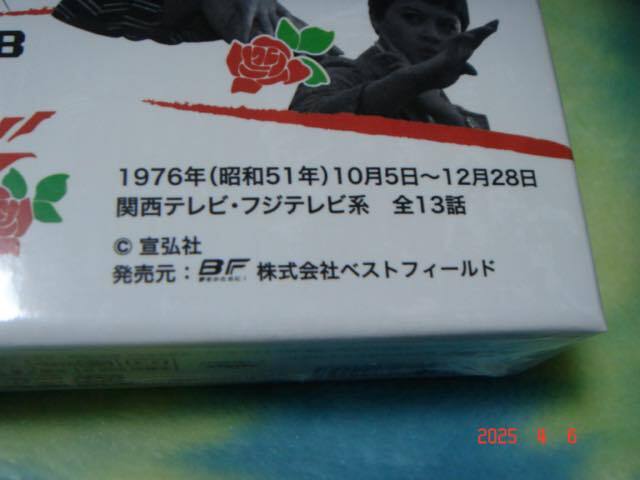 B
1976年(昭和51年)10月5日〜12月28日
関西テレビ・フジテレビ系 全13話
© 宣弘社
発売元：BF 株式会社ベストフィールド
2025 4 6